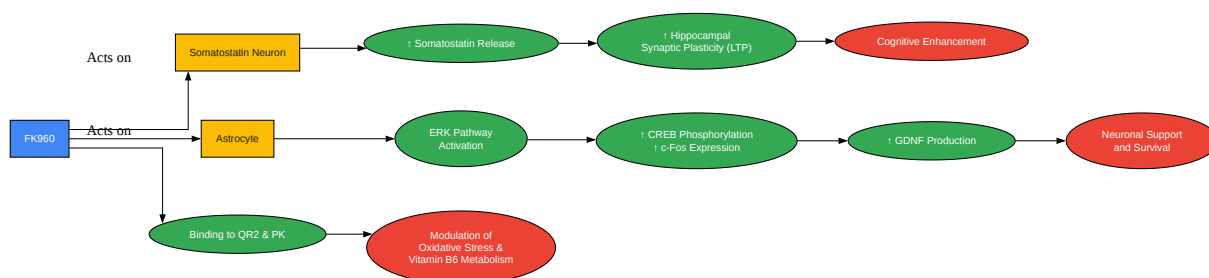 Acts on
Somatostatin Neuron
↑ Somatostatin Release
↑ Hippocampal
Synaptic Plasticity (LTP)
Cognitive Enhancement
FK960
Acts on
Astrocyte
ERK Pathway
Activation
↑ CREB Phosphorylation
↑ c-Fos Expression
↑ GDNF Production
Neuronal Support
and Survival
Binding to QR2 & PK
Modulation of
Oxidative Stress &
Vitamin B6 Metabolism